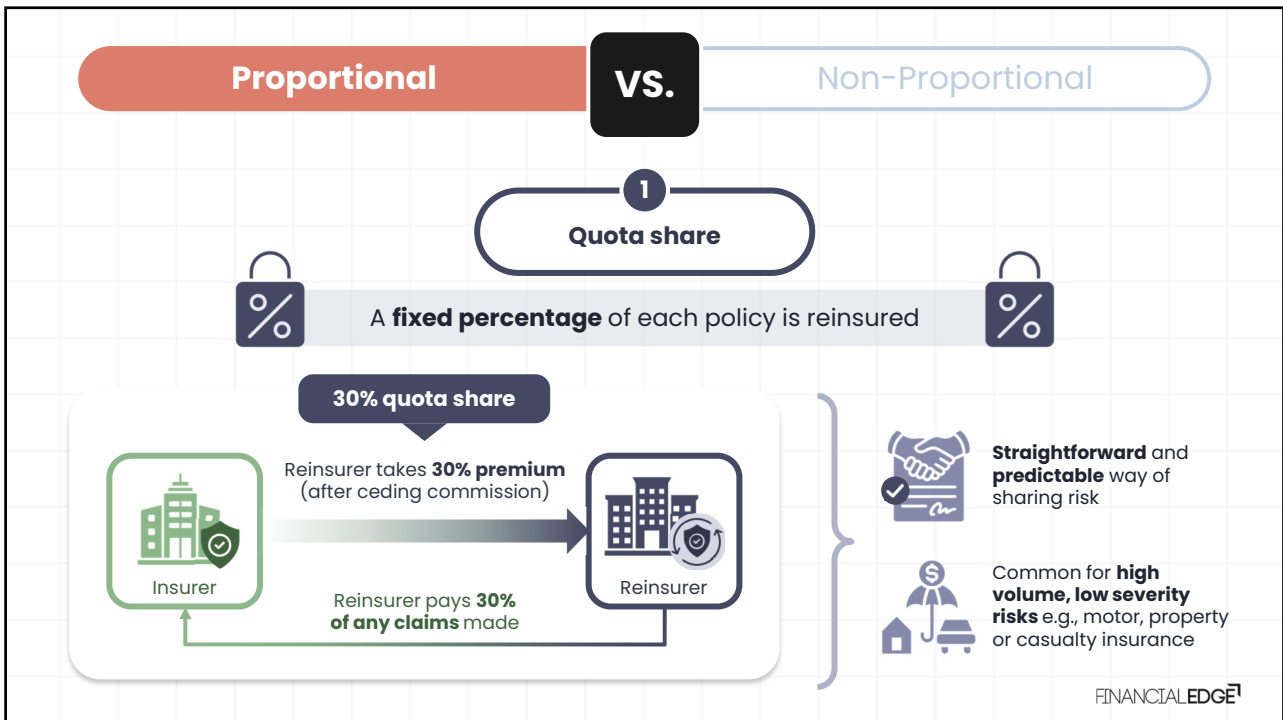 Proportional
VS.
Non-Proportional
1
Quota share
A fixed percentage of each policy is reinsured
30% quota share
Reinsurer takes 30% premium
(after ceding commission)
Insurer
Reinsurer
Reinsurer pays 30%
of any claims made
Straightforward and
predictable way of
sharing risk
Common for high
volume, low severity
risks e.g., motor, property
or casualty insurance
FINANCIALEDGE